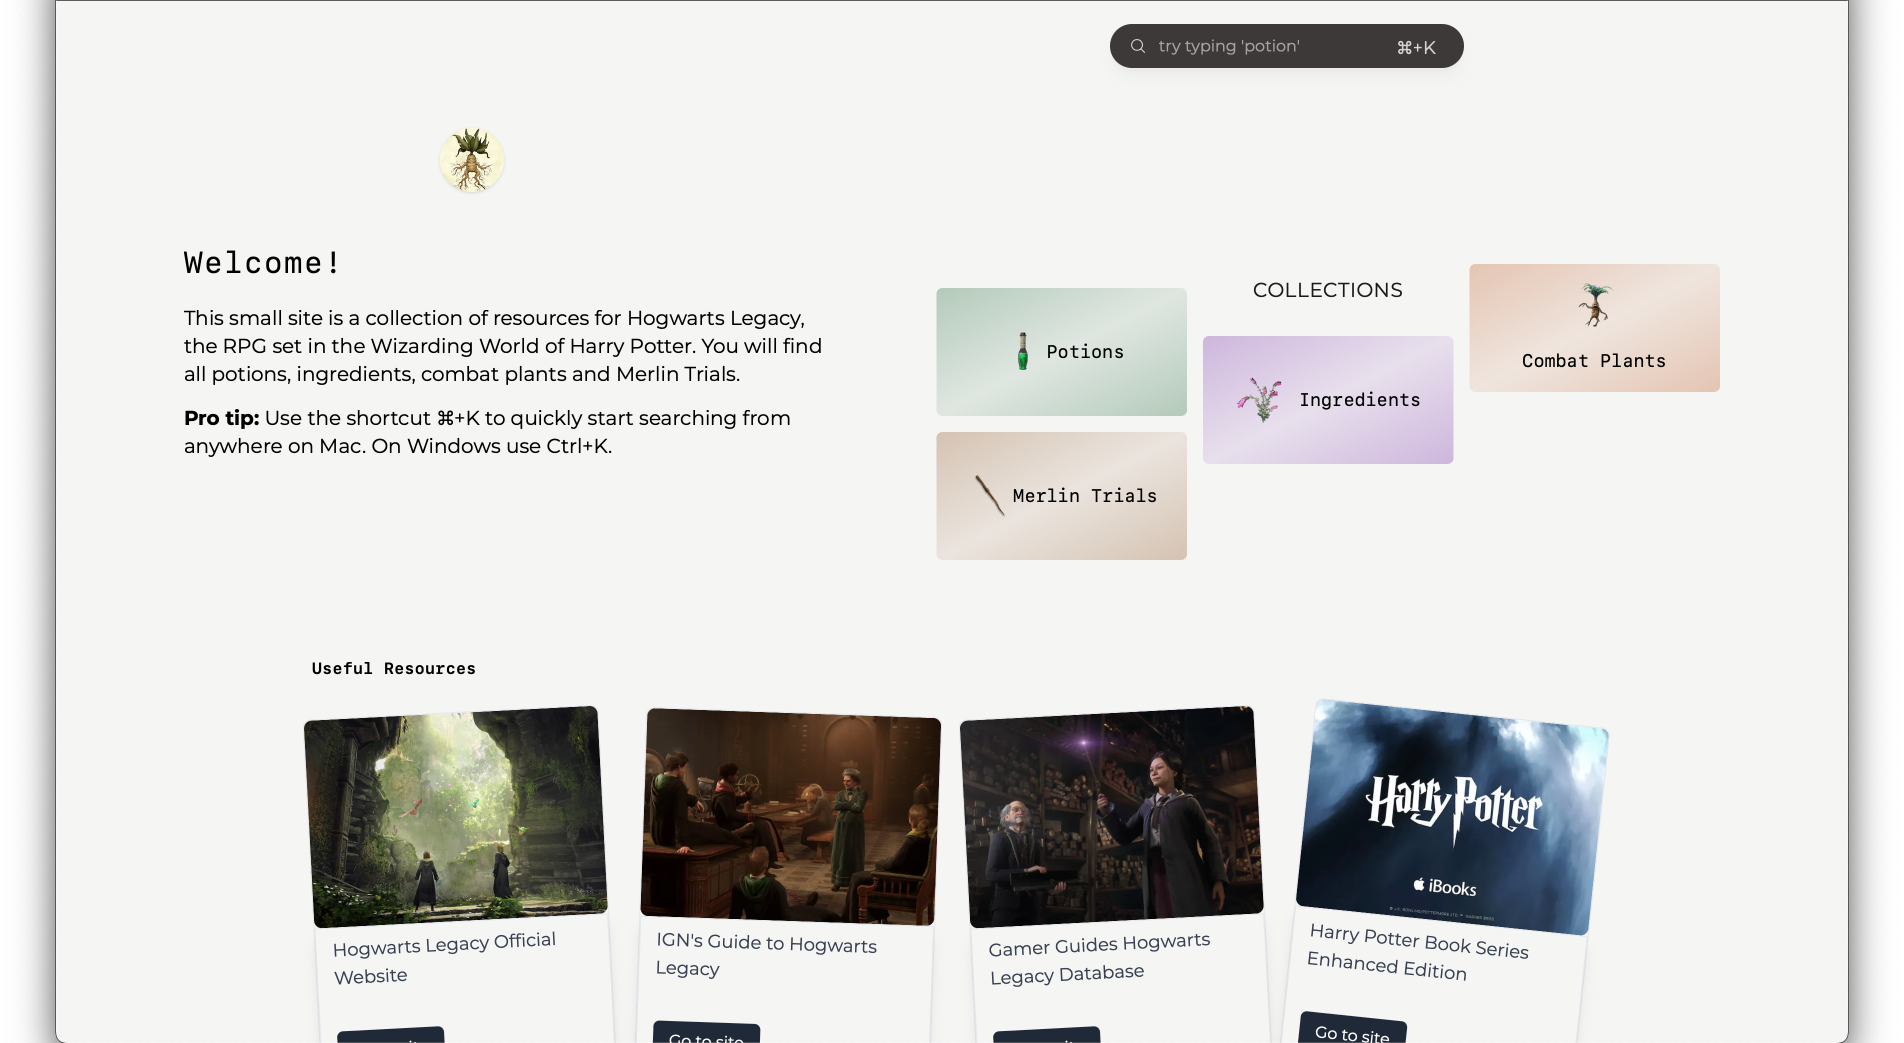 try typing 'potion' ⌘+K
Welcome!
This small site is a collection of resources for Hogwarts Legacy,
the RPG set in the Wizarding World of Harry Potter. You will find
all potions, ingredients, combat plants and Merlin Trials.
Pro tip: Use the shortcut ⌘+K to quickly start searching from
anywhere on Mac. On Windows use Ctrl+K.
COLLECTIONS
Potions
Ingredients
Combat Plants
Merlin Trials
Useful Resources
Hogwarts Legacy Official
Website
IGN's Guide to Hogwarts
Legacy
Go to site
Gamer Guides Hogwarts
Legacy Database
Harry Potter
iBooks
Harry Potter Book Series
Enhanced Edition
Go to site